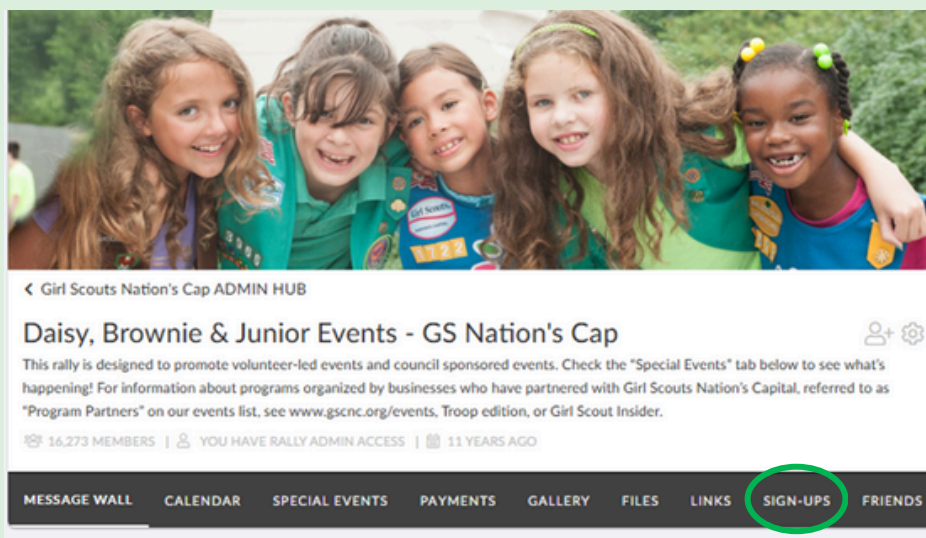 Girl Scouts
1722
< Girl Scouts Nation's Cap ADMIN HUB
Daisy, Brownie & Junior Events - GS Nation's Cap
This rally is designed to promote volunteer-led events and council sponsored events. Check the “Special Events” tab below to see what's
happening! For information about programs organized by businesses who have partnered with Girl Scouts Nation's Capital, referred to as
“Program Partners” on our events list, see www.gscnc.org/events, Troop edition, or Girl Scout Insider.
16,273 MEMBERS | YOU HAVE RALLY ADMIN ACCESS | 11 YEARS AGO
MESSAGE WALL CALENDAR SPECIAL EVENTS PAYMENTS GALLERY FILES LINKS SIGN-UPS FRIENDS